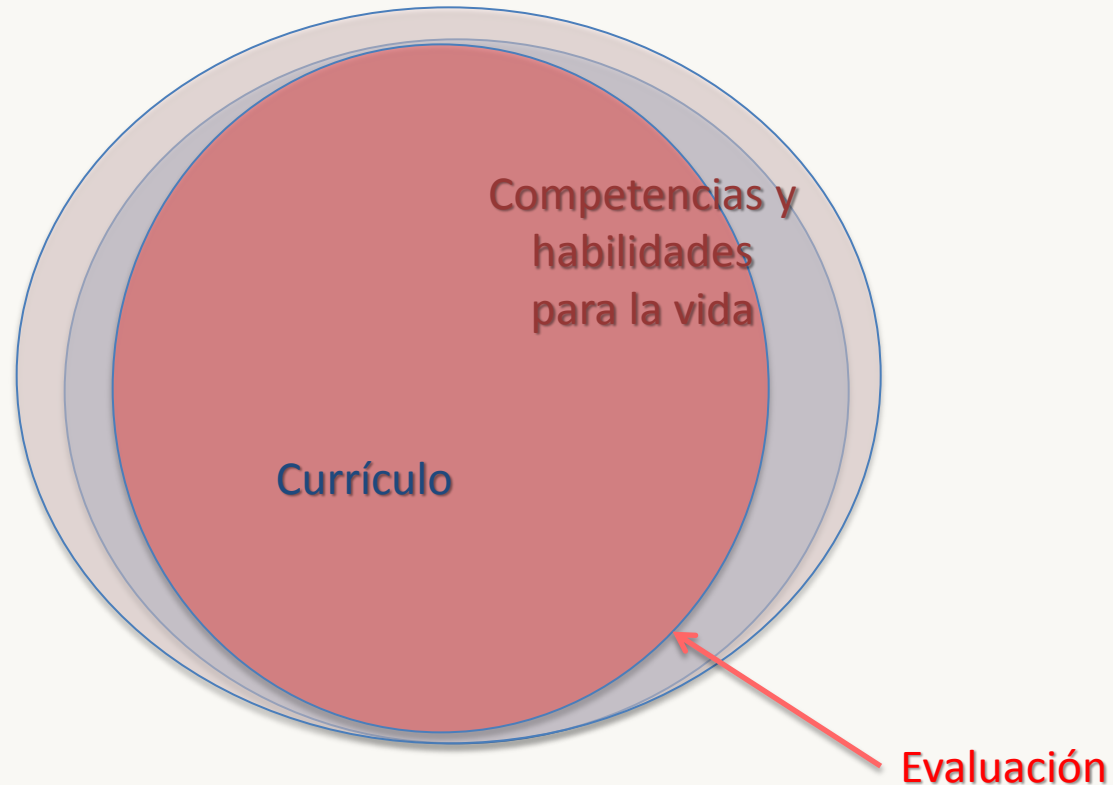 Competencias y
habilidades
para la vida
Currículo
Evaluación